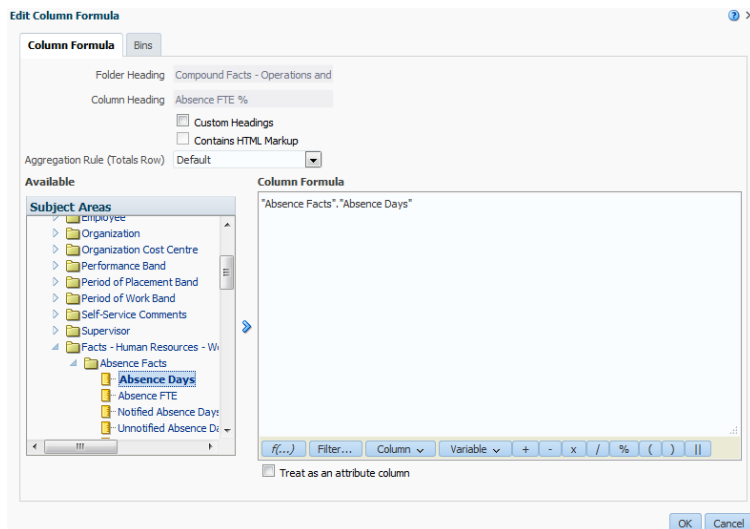 Edit Column Formula
Column Formula
Bins
Folder Heading
Compound Facts - Operations and
Column Heading
Absence FTE %
Custom Headings
Contains HTML Markup
Aggregation Rule (Totals Row)
Default
Available
Subject Areas
Employee
Organization
Organization Cost Centre
Performance Band
Period of Placement Band
Period of Work Band
Self-Service Comments
Supervisor
Facts - Human Resources - W
Absence Facts
Absence Days
Absence FTE
Notified Absence Days
Unnotified Absence Da
Column Formula
"Absence Facts"."Absence Days"
f(...) Filter... Column Variable + - x / % ( ) ||
Treat as an attribute column
OK Cancel